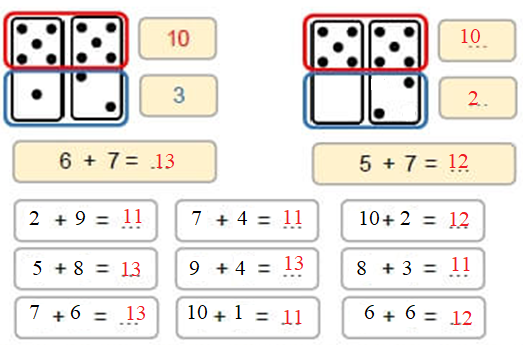 10 10
3 2
6 + 7 = 13 5 + 7 = 12
2 + 9 = 11 7 + 4 = 11 10 + 2 = 12
5 + 8 = 13 9 + 4 = 13 8 + 3 = 11
7 + 6 = 13 10 + 1 = 11 6 + 6 = 12